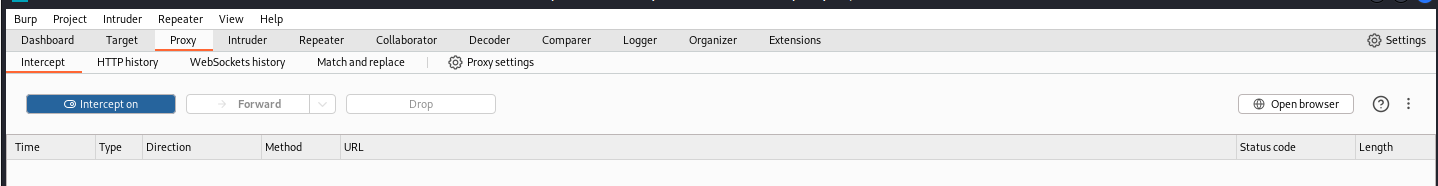 Burp Project Intruder Repeater View Help
Dashboard Target Proxy Intruder Repeater Collaborator Decoder Comparer Logger Organizer Extensions Settings
Intercept HTTP history WebSockets history Match and replace Proxy settings
Intercept on Forward Drop Open browser
Time Type Direction Method URL Status code Length